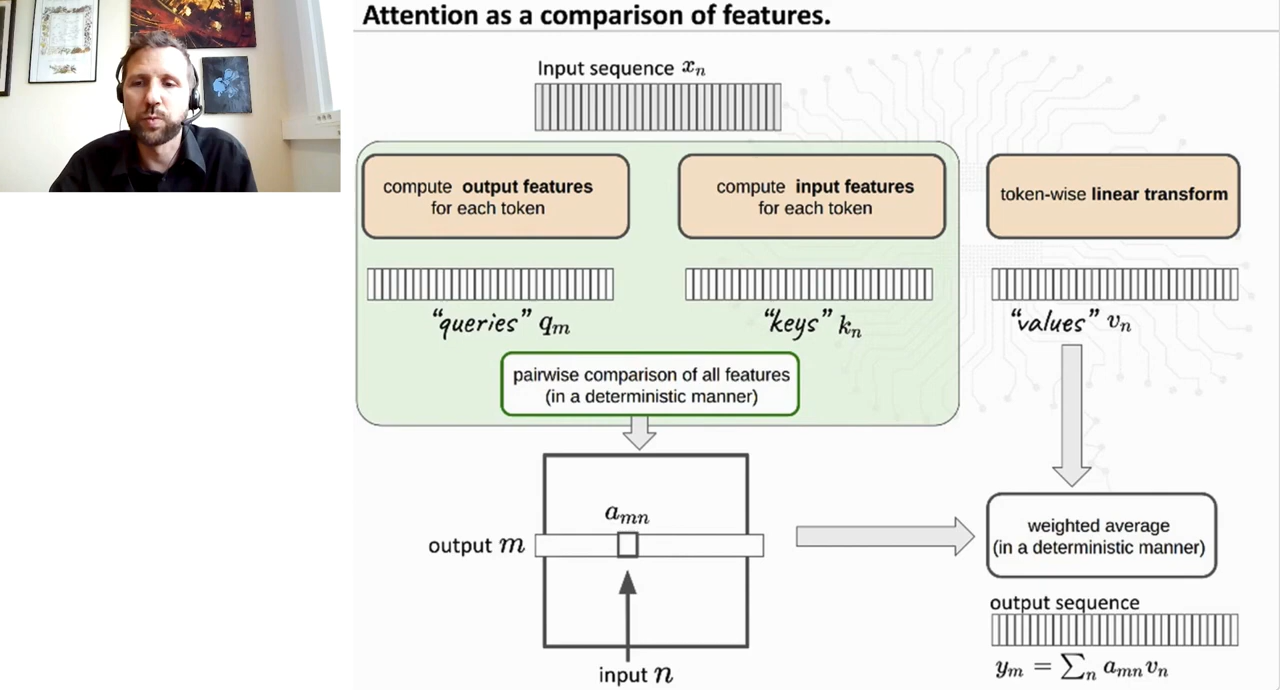 Attention as a comparison of features.
Input sequence xₙ
compute output features
for each token
compute input features
for each token
token-wise linear transform
“queries” qₘ
“keys” kₙ
“values” vₙ
pairwise comparison of all features
(in a deterministic manner)
aₘₙ
output m
input n
weighted average
(in a deterministic manner)
output sequence
yₘ = ∑ₙ aₘₙvₙ